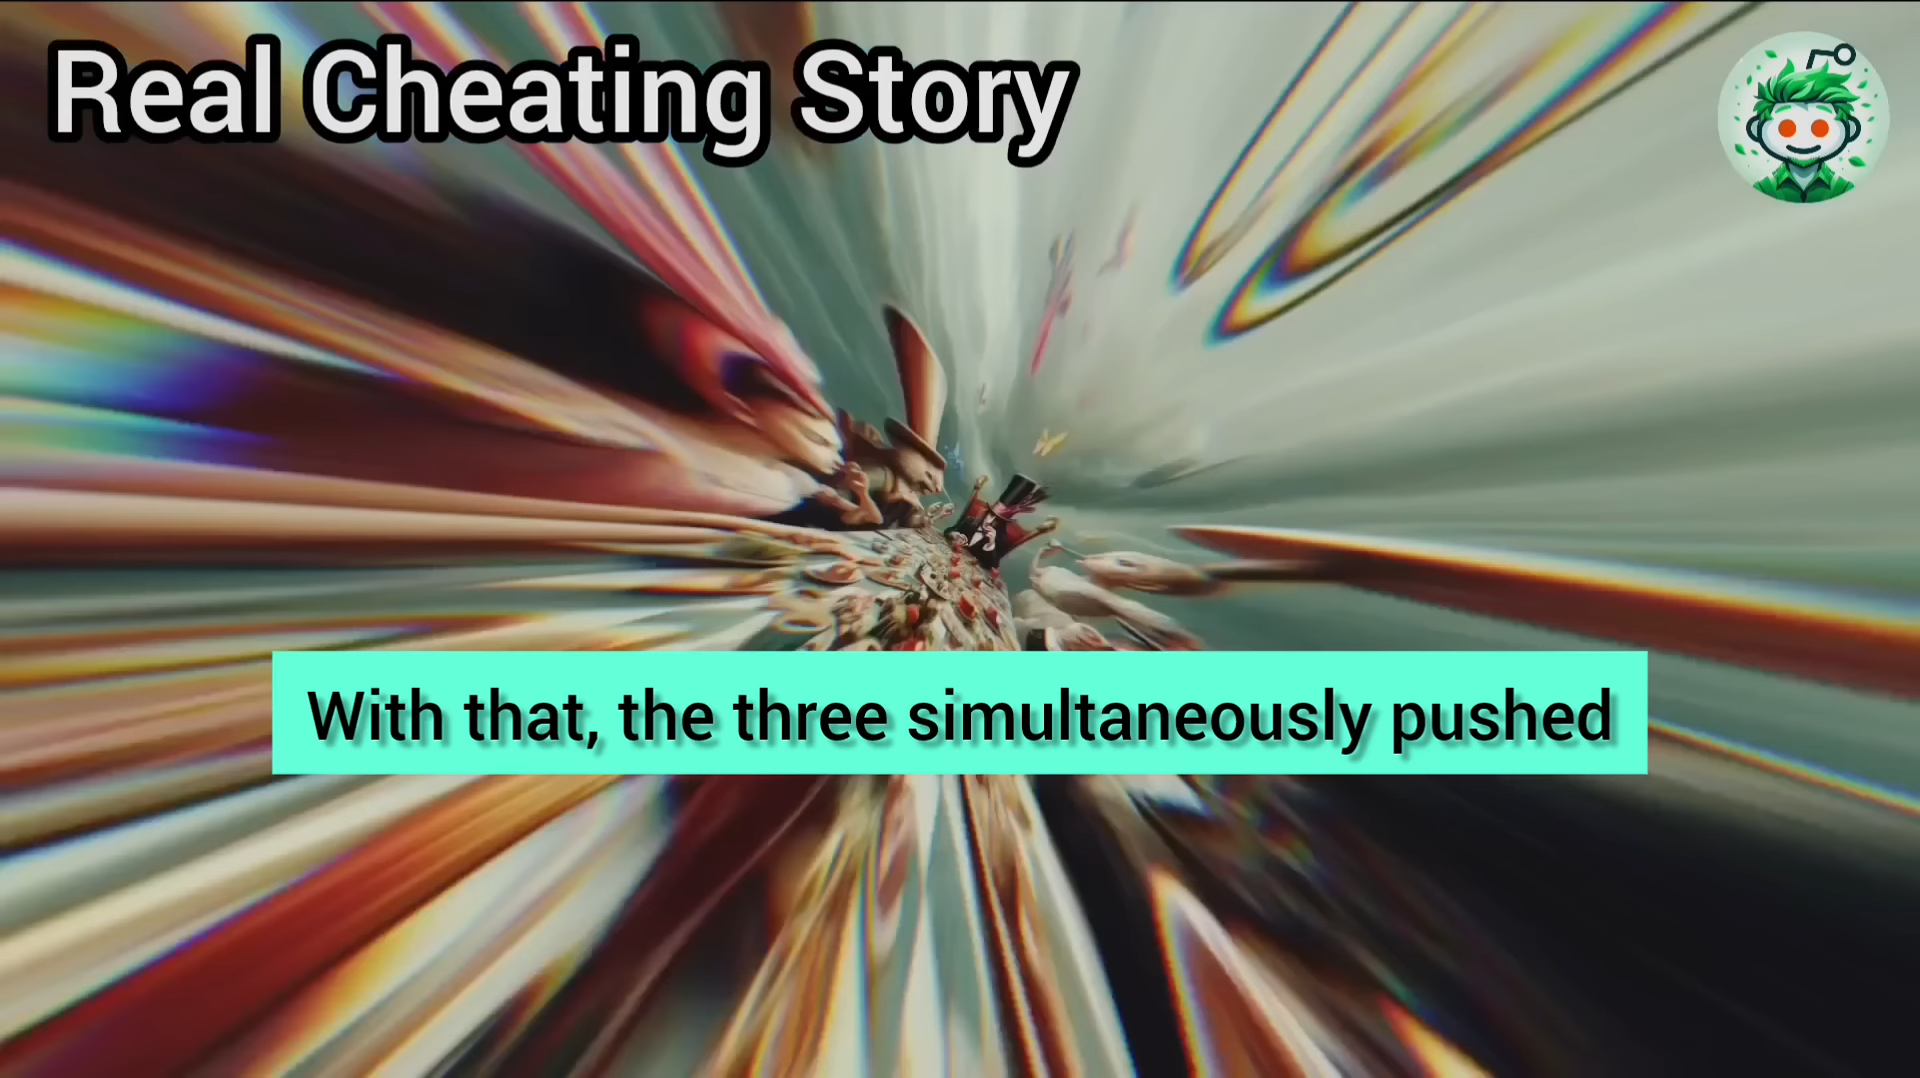 Real Cheating Story
With that, the three simultaneously pushed